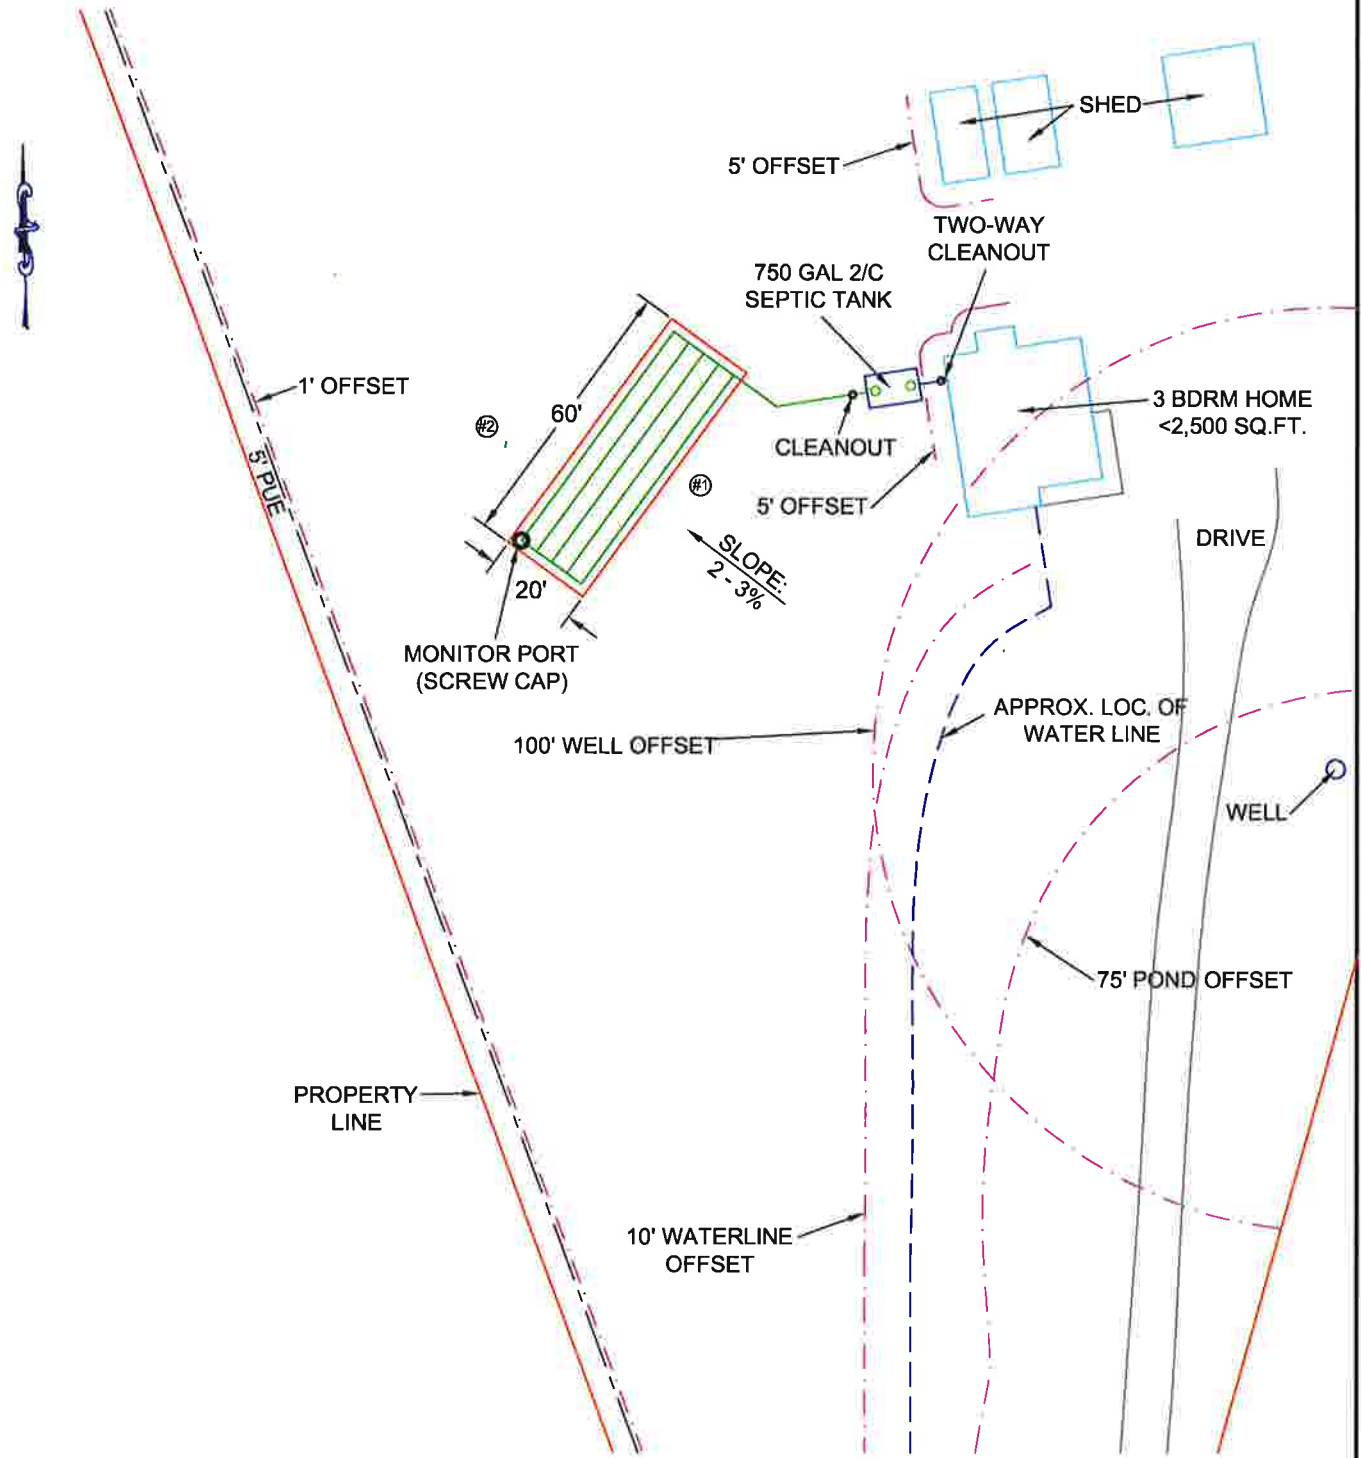 SHED
5' OFFSET
TWO-WAY
CLEANOUT
750 GAL 2/C
SEPTIC TANK
1' OFFSET
60'
3 BDRM HOME
<2,500 SQ.FT.
#2
CLEANOUT
5' PUE
#1
5' OFFSET
DRIVE
SLOPE:
2 - 3%
20'
MONITOR PORT
(SCREW CAP)
APPROX. LOC. OF
WATER LINE
100' WELL OFFSET
WELL
75' POND OFFSET
PROPERTY
LINE
10' WATERLINE
OFFSET